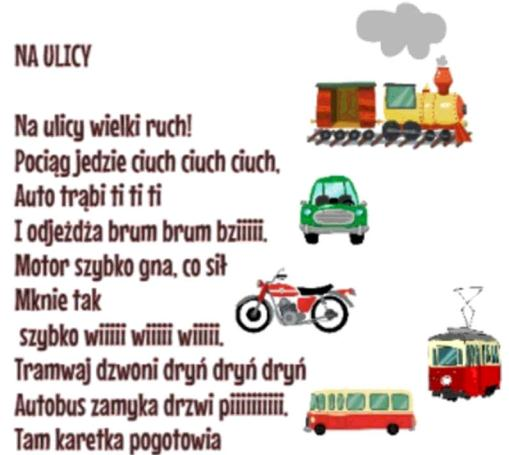 NA ULICY
Na ulicy wielki ruch!
Pociąg jedzie ciuch ciuch ciuch,
Auto trąbi ti ti ti
I odjeżdża brum brum bziiiii.
Motor szybko gna, co sił
Mknie tak
szybko wiiiii wiiiii wiiiii.
Tramwaj dzwoni dryń dryń dryń
Autobus zamyka drzwi piiiiiiiiii.
Tam karetka pogotowia